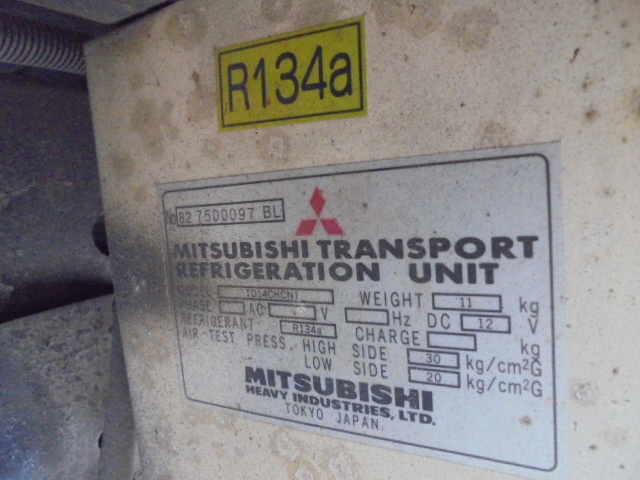 R134a
No 82 7500097 BL
MITSUBISHI TRANSPORT
REFRIGERATION UNIT
MODEL TD14CHCN1 WEIGHT 11 kg
PHASE AC V Hz DC 12 V
REFRIGERANT R134a CHARGE kg
AIR-TEST PRESS. HIGH SIDE 30 kg/cm2G
LOW SIDE 20 kg/cm2G
MITSUBISHI
HEAVY INDUSTRIES, LTD.
TOKYO JAPAN